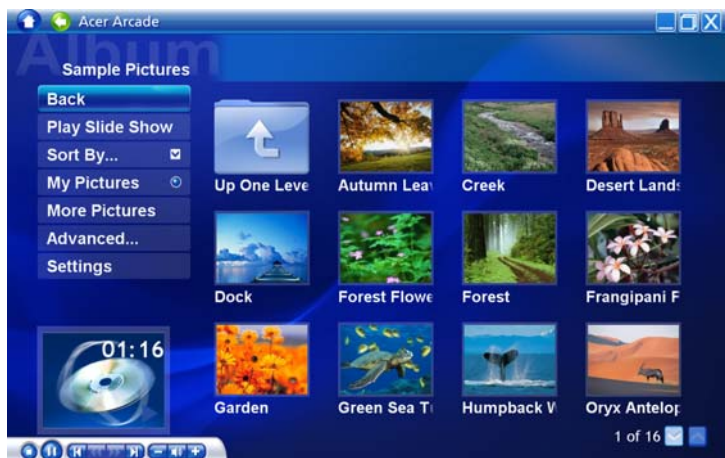 Acer Arcade
Album
Sample Pictures
Back
Play Slide Show
Sort By...
My Pictures
More Pictures
Advanced...
Settings
Up One Leve
Autumn Lea
Creek
Desert Lands
Dock
Forest Flowe
Forest
Frangipani F
Garden
Green Sea T
Humpback W
Oryx Antelop
01:16
1 of 16